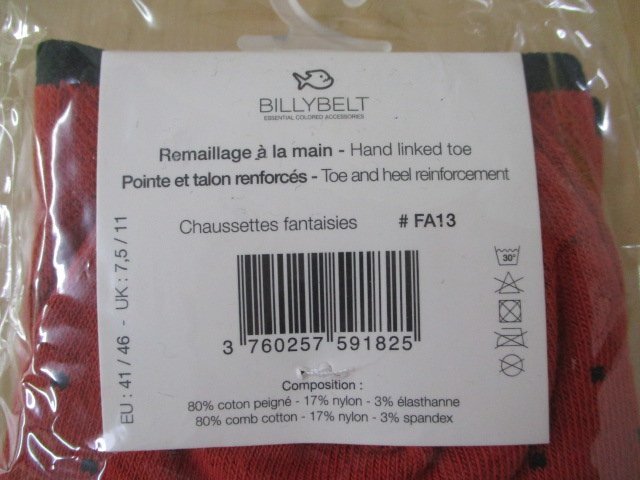 BILLYBELT
ESSENTIAL COLORED ACCESSORIES
Remaillage à la main - Hand linked toe
Pointe et talon renforcés - Toe and heel reinforcement
Chaussettes fantaisies # FA13
30°
3 760257 591825
EU : 41 / 46 - UK : 7,5 / 11
Composition :
80% coton peigné - 17% nylon - 3% élasthanne
80% comb cotton - 17% nylon - 3% spandex